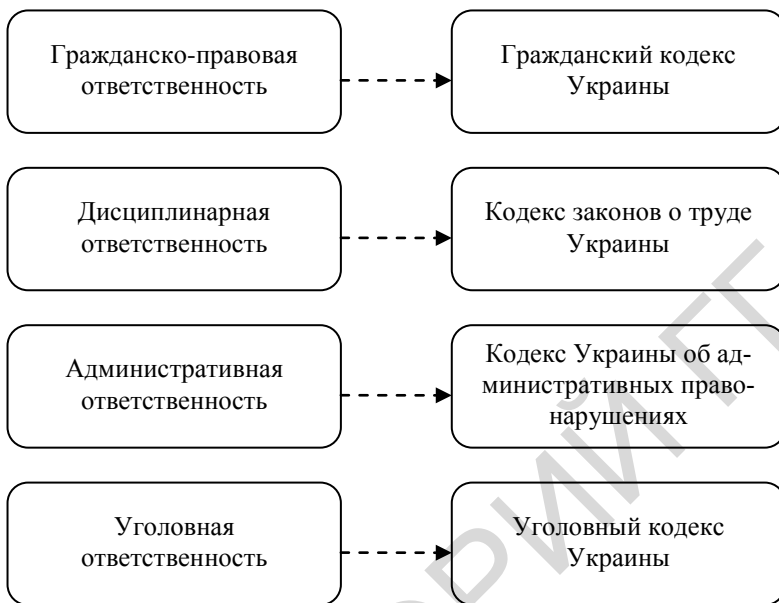 Гражданско-правовая
ответственность
Гражданский кодекс
Украины
Дисциплинарная
ответственность
Кодекс законов о труде
Украины
Административная
ответственность
Кодекс Украины об ад-
министративных право-
нарушениях
Уголовная
ответственность
Уголовный кодекс
Украины